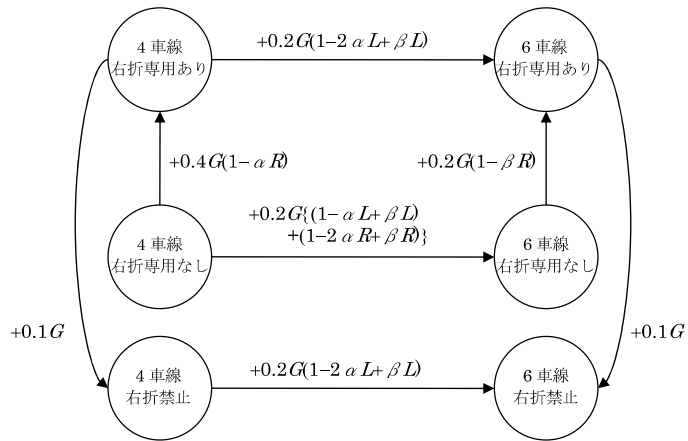 4 車線
右折専用あり
+0.2G(1-2αL+βL)
6 車線
右折専用あり
+0.4G(1-αR)
+0.2G(1-βR)
4 車線
右折専用なし
+0.2G{(1-αL+βL)
+(1-2αR+βR)}
6 車線
右折専用なし
+0.1G
+0.1G
4 車線
右折禁止
+0.2G(1-2αL+βL)
6 車線
右折禁止